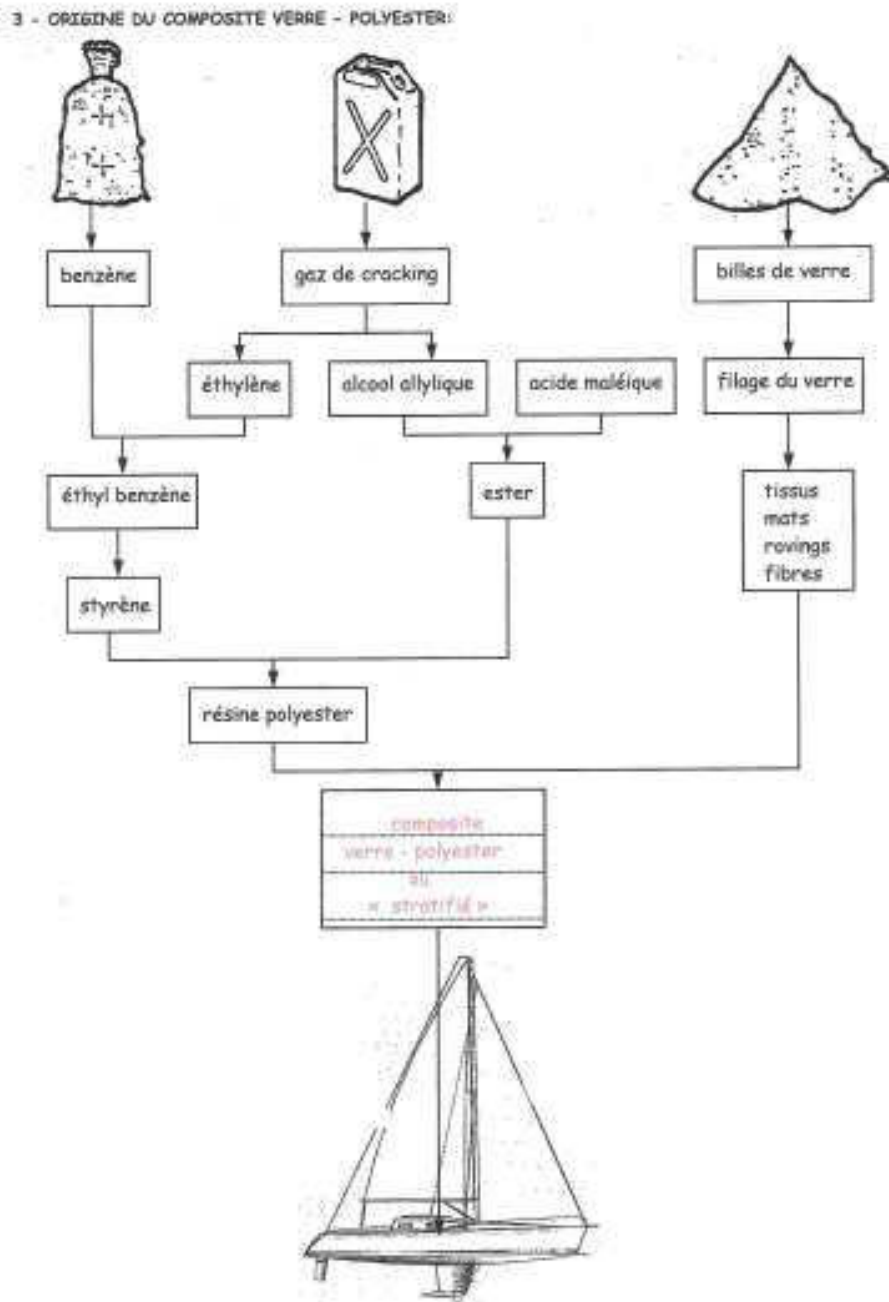 3 - ORIGINE DU COMPOSITE VERRE - POLYESTER:
benzène
gaz de cracking
billes de verre
éthylène
alcool allylique
acide maléique
filage du verre
éthyl benzène
ester
tissus
mats
rovings
fibres
styrène
résine polyester
composite
verre - polyester
ou
« stratifié »